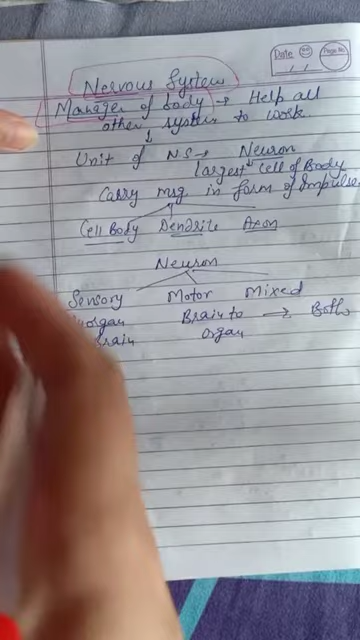 Date
Page No.
Nervous System
Manager of body → Help all
other system to work.
Unit of NS → Neuron
largest cell of Body
Carry msg in form of Impulse
Cell Body Dendrite Axon
Neuron
Sensory Motor Mixed
organ Brain to → Both
organ